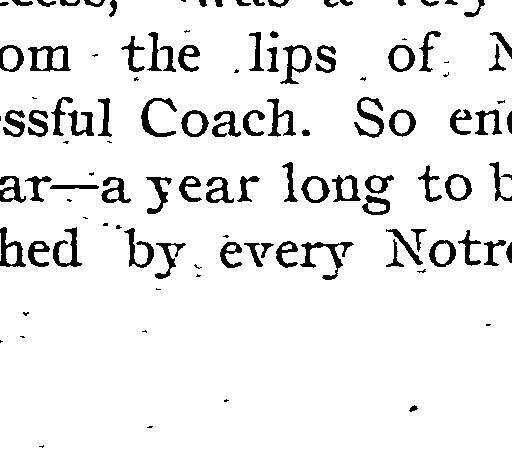 om the lips of N
ssful Coach. So en
ar—a year long to b
hed by every Notr